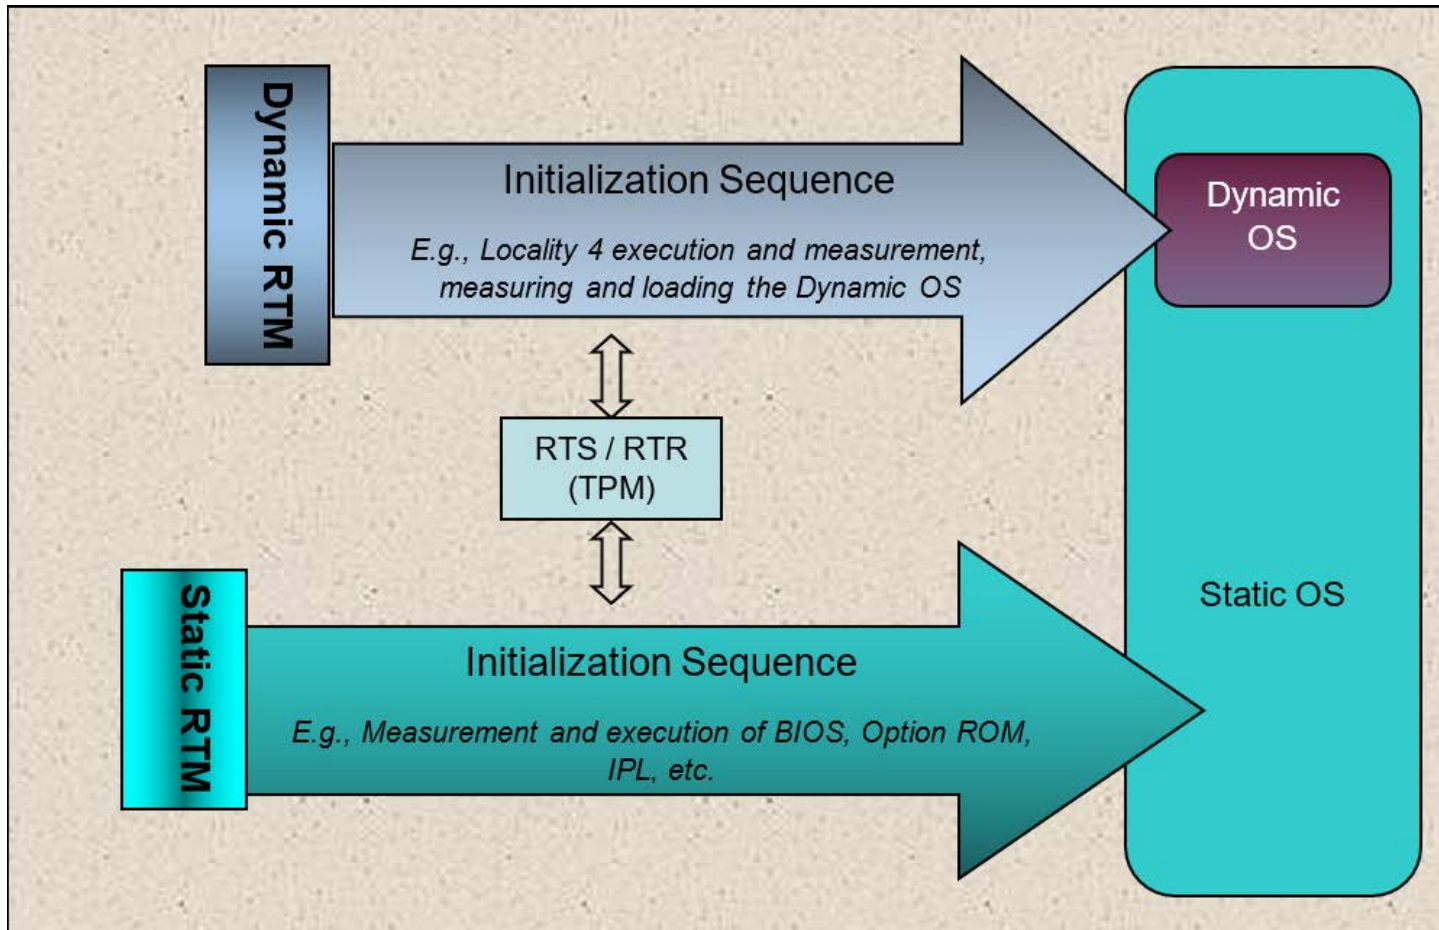 Dynamic RTM
Initialization Sequence
E.g., Locality 4 execution and measurement,
measuring and loading the Dynamic OS
Dynamic
OS
RTS / RTR
(TPM)
Static RTM
Initialization Sequence
E.g., Measurement and execution of BIOS, Option ROM,
IPL, etc.
Static OS